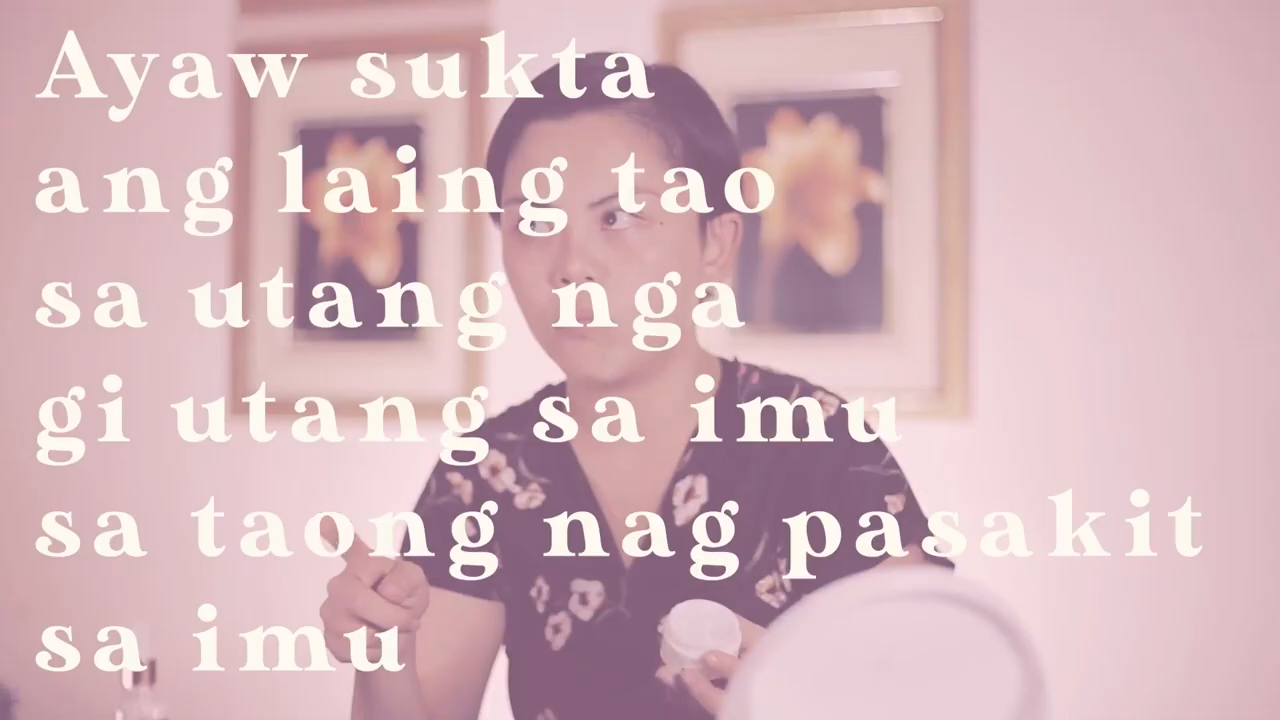 Ayaw sukta
ang laing tao
sa utang nga
gi utang sa imu
sa taong nag pasakit
sa imu